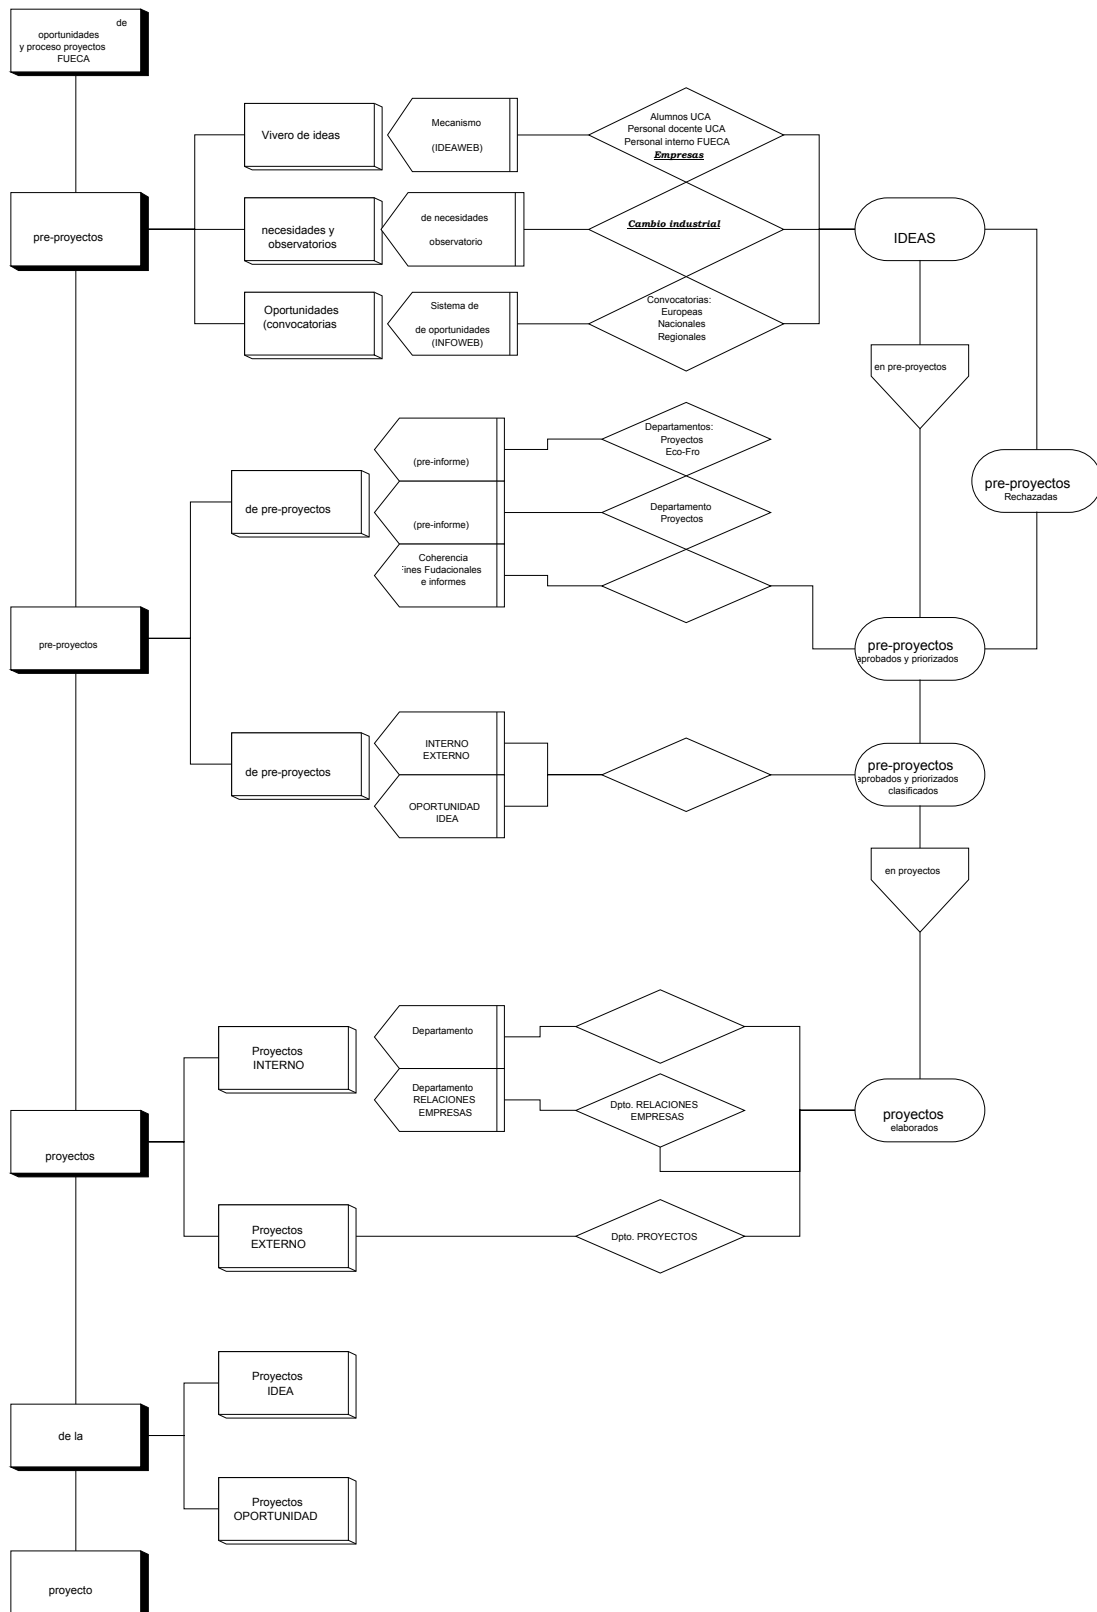 de
oportunidades
y proceso proyectos
FUECA
Vivero de ideas
Mecanismo
(IDEAWEB)
Alumnos UCA
Personal docente UCA
Personal interno FUECA
Empresas
pre-proyectos
necesidades y
observatorios
de necesidades
observatorio
Cambio industrial
IDEAS
Oportunidades
(convocatorias
Sistema de
de oportunidades
(INFOWEB)
Convocatorias:
Europeas
Nacionales
Regionales
en pre-proyectos
(pre-informe)
Departamentos:
Proyectos
Eco-Fro
pre-proyectos
Rechazadas
de pre-proyectos
(pre-informe)
Departamento
Proyectos
Coherencia
Fines Fudacionales
e informes
pre-proyectos
pre-proyectos
aprobados y priorizados
de pre-proyectos
INTERNO
EXTERNO
OPORTUNIDAD
IDEA
pre-proyectos
aprobados y priorizados
clasificados
en proyectos
Proyectos
INTERNO
Departamento
Departamento
RELACIONES
EMPRESAS
Dpto. RELACIONES
EMPRESAS
proyectos
elaborados
proyectos
Proyectos
EXTERNO
Dpto. PROYECTOS
Proyectos
IDEA
de la
Proyectos
OPORTUNIDAD
proyecto